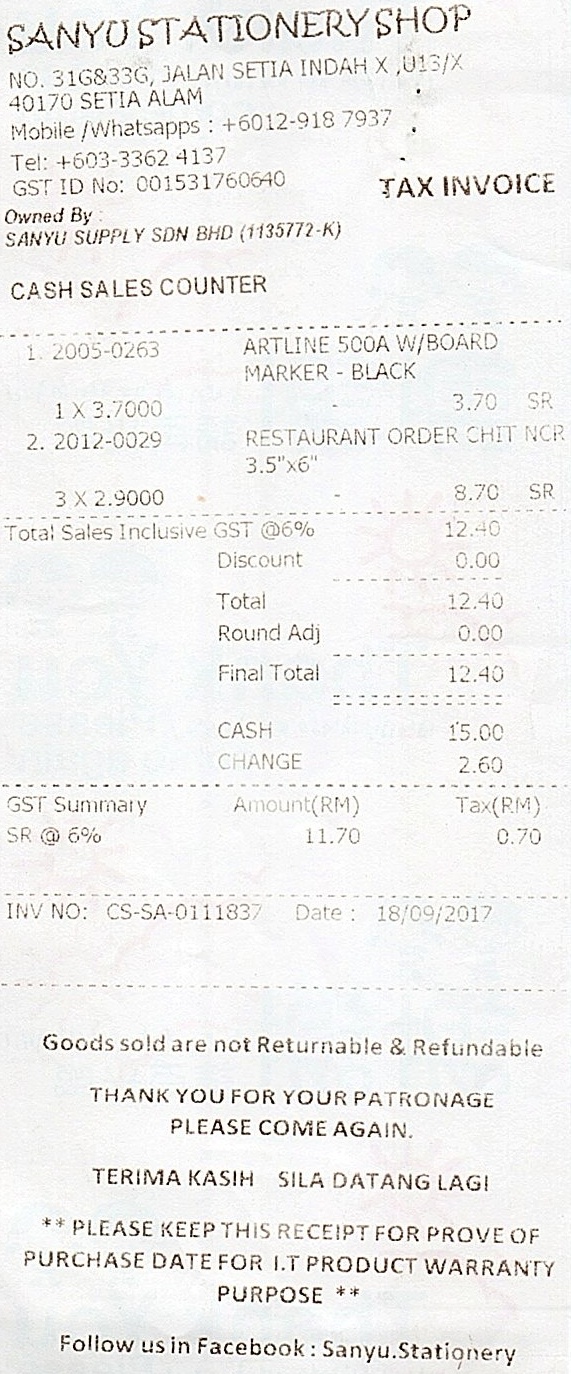 SANYU STATIONERY SHOP
NO. 31G&33G, JALAN SETIA INDAH X ,U13/X
40170 SETIA ALAM
Mobile /Whatsapps : +6012-918 7937
Tel: +603-3362 4137
GST ID No: 001531760640
TAX INVOICE
Owned By :
SANYU SUPPLY SDN BHD (1135772-K)
CASH SALES COUNTER
1. 2005-0263 ARTLINE 500A W/BOARD
MARKER - BLACK
1 X 3.7000 - 3.70 SR
2. 2012-0029 RESTAURANT ORDER CHIT NCR
3.5"x6"
3 X 2.9000 - 8.70 SR
Total Sales Inclusive GST @6% 12.40
Discount 0.00
Total 12.40
Round Adj 0.00
Final Total 12.40
CASH 15.00
CHANGE 2.60
GST Summary Amount(RM) Tax(RM)
SR @ 6% 11.70 0.70
INV NO: CS-SA-0111837 Date : 18/09/2017
Goods sold are not Returnable & Refundable
THANK YOU FOR YOUR PATRONAGE
PLEASE COME AGAIN.
TERIMA KASIH SILA DATANG LAGI
** PLEASE KEEP THIS RECEIPT FOR PROVE OF
PURCHASE DATE FOR I.T PRODUCT WARRANTY
PURPOSE **
Follow us in Facebook : Sanyu.Stationery